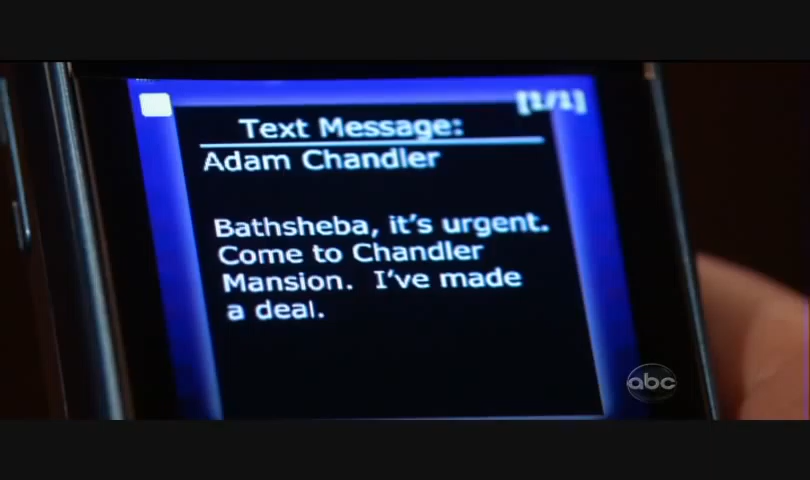 [1/1]
Text Message:
Adam Chandler
Bathsheba, it's urgent.
Come to Chandler
Mansion. I've made
a deal.
abc